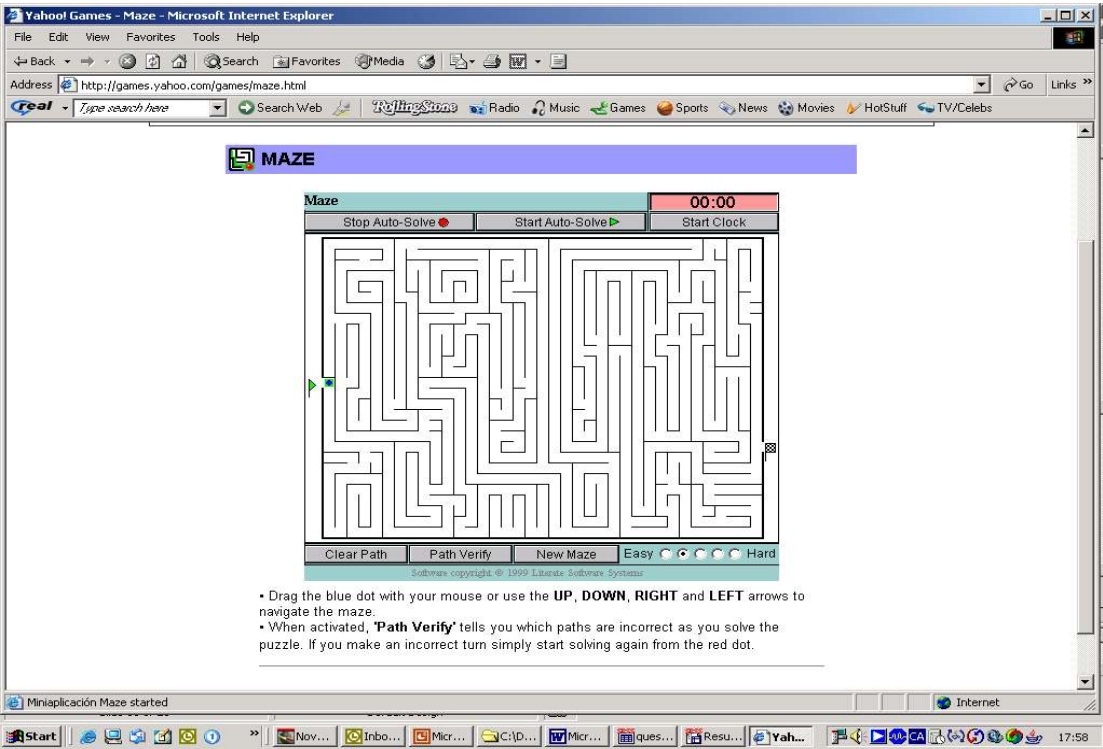 Yahoo! Games - Maze - Microsoft Internet Explorer
File Edit View Favorites Tools Help
Back Search Favorites Media
Address http://games.yahoo.com/games/maze.html Go Links »
real Type search here Search Web RollingStone Radio Music Games Sports News Movies HotStuff TV/Celebs
MAZE
Maze 00:00
Stop Auto-Solve Start Auto-Solve Start Clock
Clear Path Path Verify New Maze Easy Hard
Software copyright © 1999 Literate Software Systems
• Drag the blue dot with your mouse or use the UP, DOWN, RIGHT and LEFT arrows to
navigate the maze.
• When activated, 'Path Verify' tells you which paths are incorrect as you solve the
puzzle. If you make an incorrect turn simply start solving again from the red dot.
Miniaplicación Maze started Internet
Start » Nov... Inbo... Micr... C:\D... Micr... ques... Resu... Yah... CA 17:58